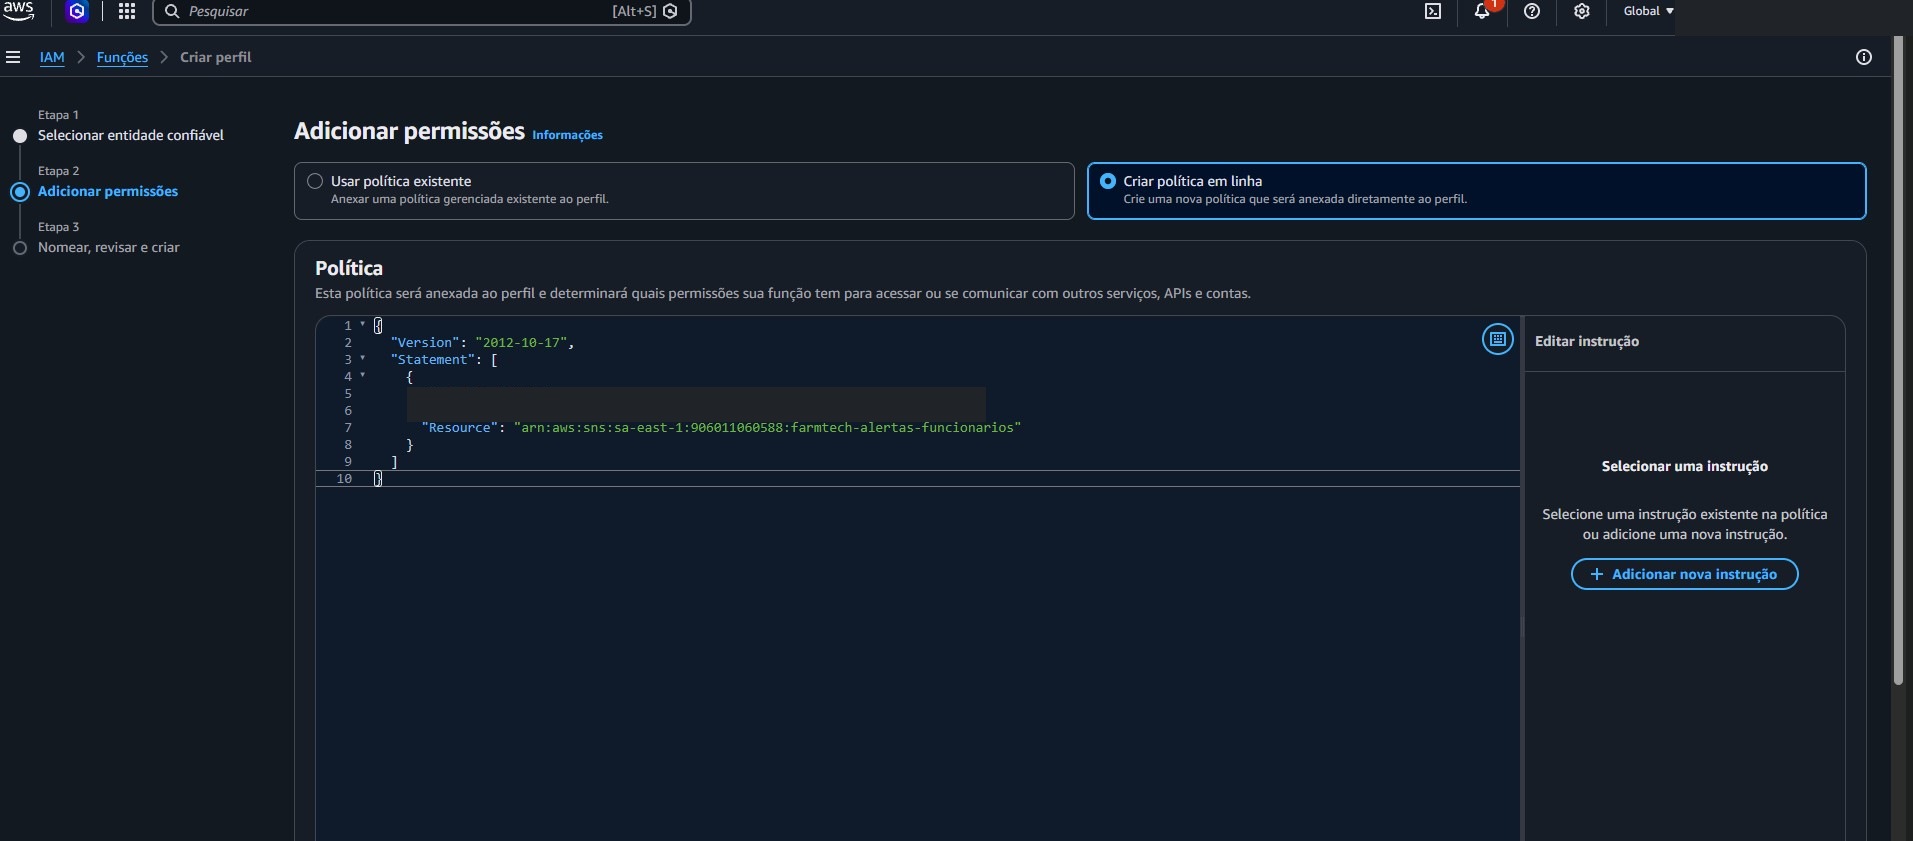 aws
Pesquisar [Alt+S] 1 Global
IAM Funções Criar perfil
Etapa 1
Selecionar entidade confiável
Etapa 2
Adicionar permissões
Etapa 3
Nomear, revisar e criar
Adicionar permissões Informações
Usar política existente
Anexar uma política gerenciada existente ao perfil.
Criar política em linha
Crie uma nova política que será anexada diretamente ao perfil.
Política
Esta política será anexada ao perfil e determinará quais permissões sua função tem para acessar ou se comunicar com outros serviços, APIs e contas.
1 {
2 "Version": "2012-10-17",
3 "Statement": [
4 {
5
6
7 "Resource": "arn:aws:sns:sa-east-1:906011060588:farmtech-alertas-funcionarios"
8 }
9 ]
10 }
Editar instrução
Selecionar uma instrução
Selecione uma instrução existente na política
ou adicione uma nova instrução.
+ Adicionar nova instrução